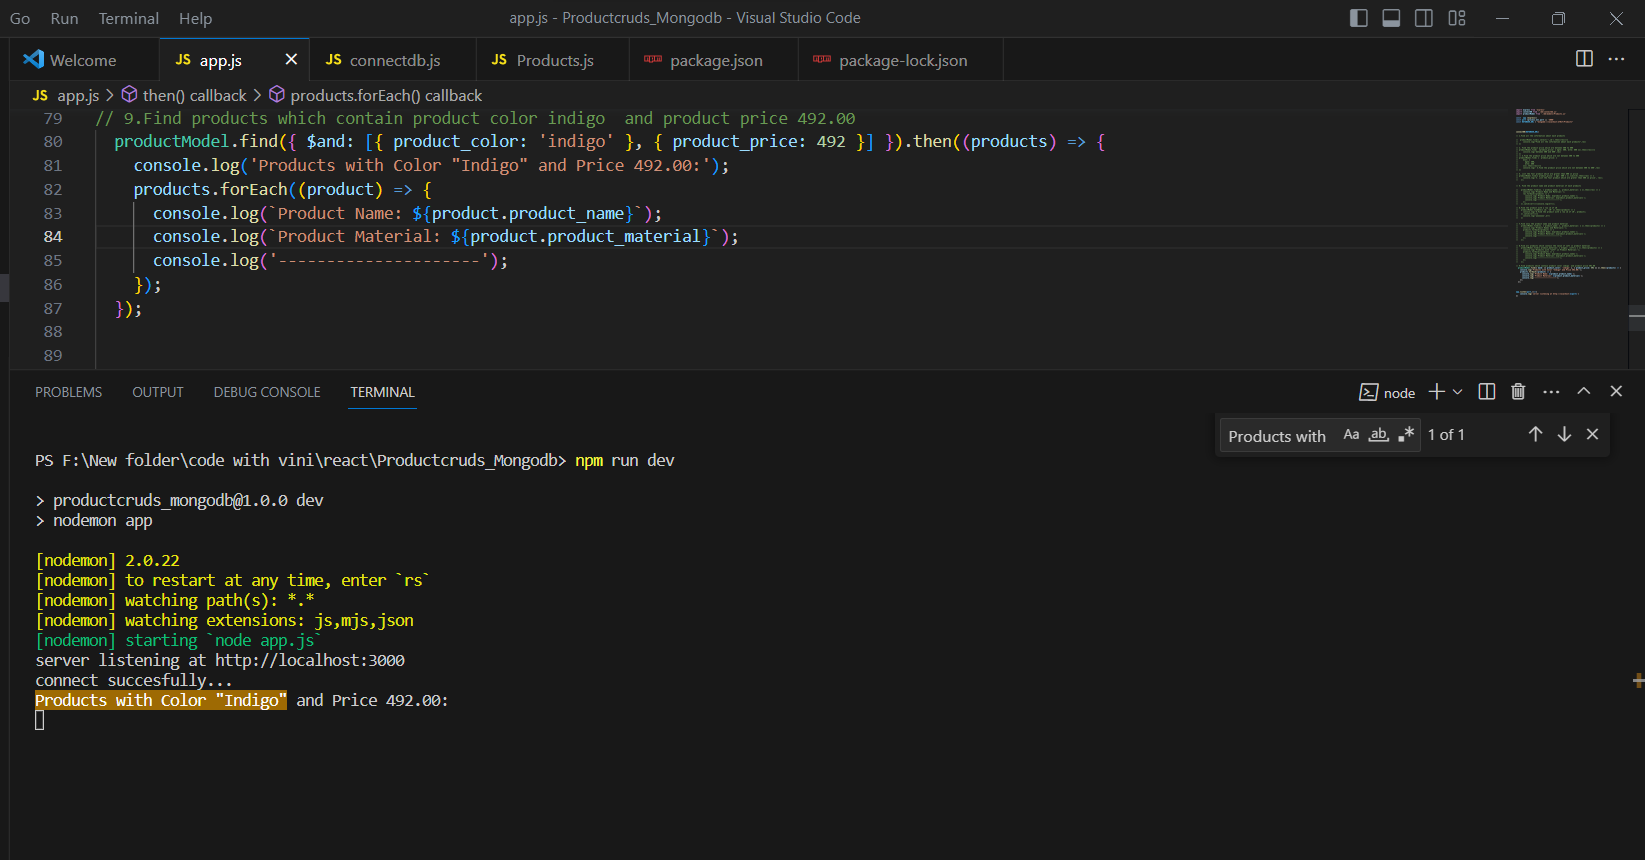 Go Run Terminal Help app.js - Productcruds_Mongodb - Visual Studio Code
Welcome JS app.js JS connectdb.js JS Products.js package.json package-lock.json
JS app.js > then() callback > products.forEach() callback
79 // 9.Find products which contain product color indigo  and product price 492.00
80 productModel.find({ $and: [{ product_color: 'indigo' }, { product_price: 492 }] }).then((products) => {
81 console.log('Products with Color "Indigo" and Price 492.00:');
82 products.forEach((product) => {
83 console.log(`Product Name: ${product.product_name}`);
84 console.log(`Product Material: ${product.product_material}`);
85 console.log('---------------------');
86 });
87 });
88
89
PROBLEMS OUTPUT DEBUG CONSOLE TERMINAL node
Products with Aa ab 1 of 1
PS F:\New folder\code with vini\react\Productcruds_Mongodb> npm run dev
> productcruds_mongodb@1.0.0 dev
> nodemon app
[nodemon] 2.0.22
[nodemon] to restart at any time, enter `rs`
[nodemon] watching path(s): *.*
[nodemon] watching extensions: js,mjs,json
[nodemon] starting `node app.js`
server listening at http://localhost:3000
connect succesfully...
Products with Color "Indigo" and Price 492.00: